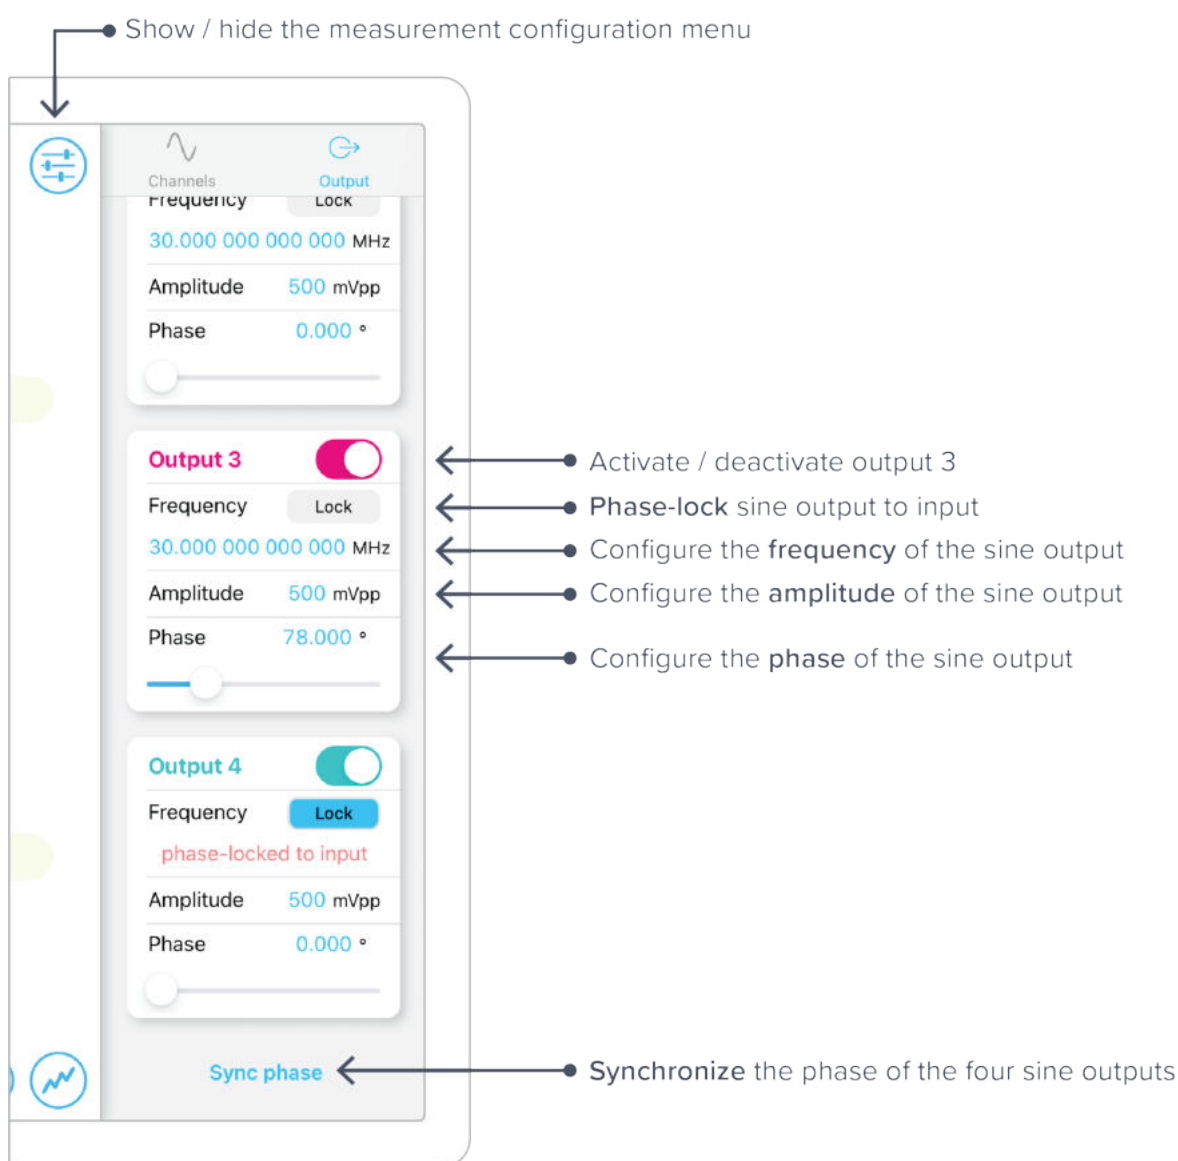 Show / hide the measurement configuration menu
Channels
Output
Frequency Lock
30.000 000 000 000 MHz
Amplitude 500 mVpp
Phase 0.000 °
Output 3
Activate / deactivate output 3
Frequency Lock
Phase-lock sine output to input
30.000 000 000 000 MHz
Configure the frequency of the sine output
Amplitude 500 mVpp
Configure the amplitude of the sine output
Phase 78.000 °
Configure the phase of the sine output
Output 4
Frequency Lock
phase-locked to input
Amplitude 500 mVpp
Phase 0.000 °
Sync phase
Synchronize the phase of the four sine outputs